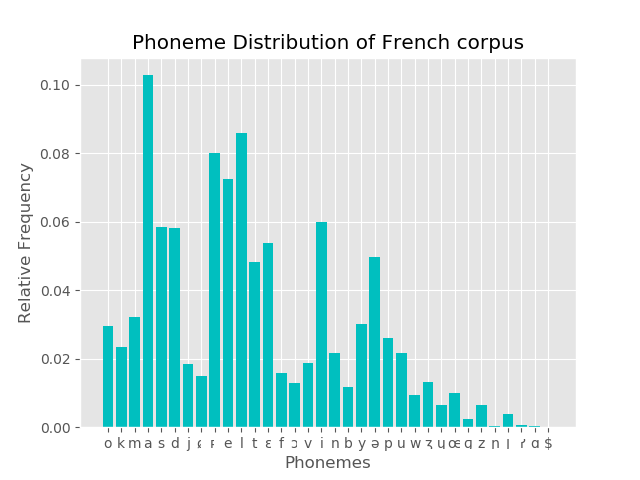 Phoneme Distribution of French corpus
0.10
0.08
0.06
0.04
0.02
0.00
Relative Frequency
o k m a s d j e l t ɛ f ɔ v i n b y ə p u w œ z ɑ $
Phonemes